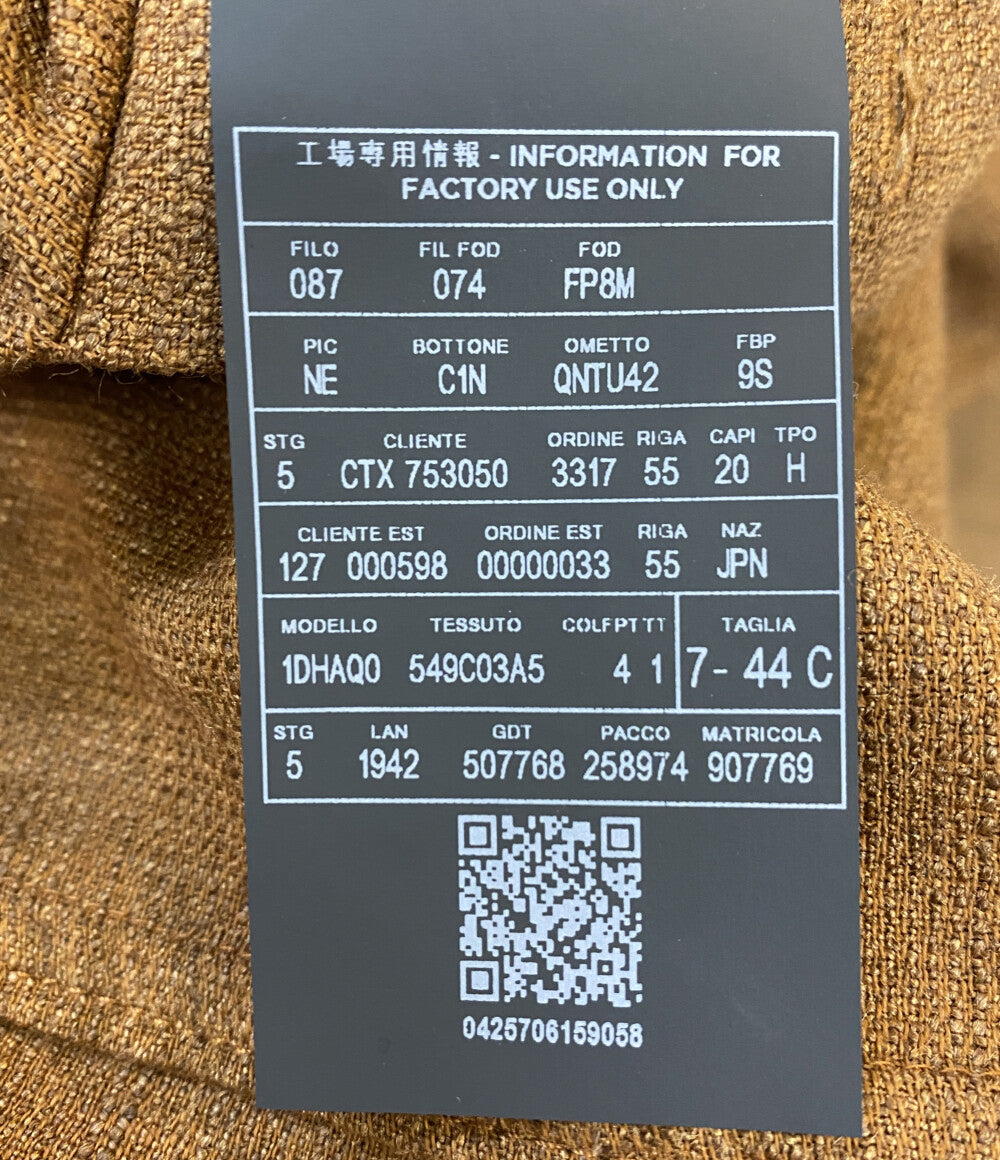 工場専用情報 - INFORMATION FOR
FACTORY USE ONLY
FILO FIL FOD FOD
087 074 FP8M
PIC BOTTONE OMETTO FBP
NE C1N QNTU42 9S
STG CLIENTE ORDINE RIGA CAPI TPO
5 CTX 753050 3317 55 20 H
CLIENTE EST ORDINE EST RIGA NAZ
127 000598 00000033 55 JPN
MODELLO TESSUTO COLFPTTT TAGLIA
1DHAQ0 549C03A5 4 1 7- 44 C
STG LAN GDT PACCO MATRICOLA
5 1942 507768 258974 907769
0425706159058